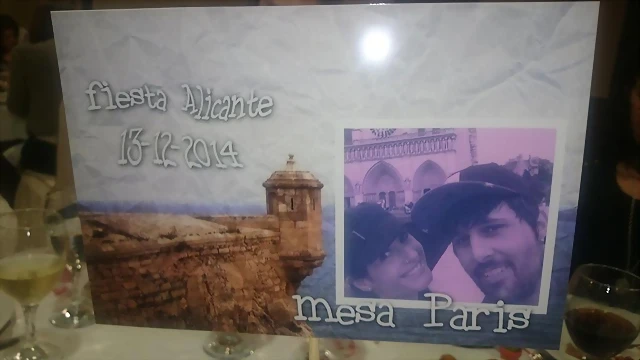 fiesta Alicante
13-12-2014
mesa Paris